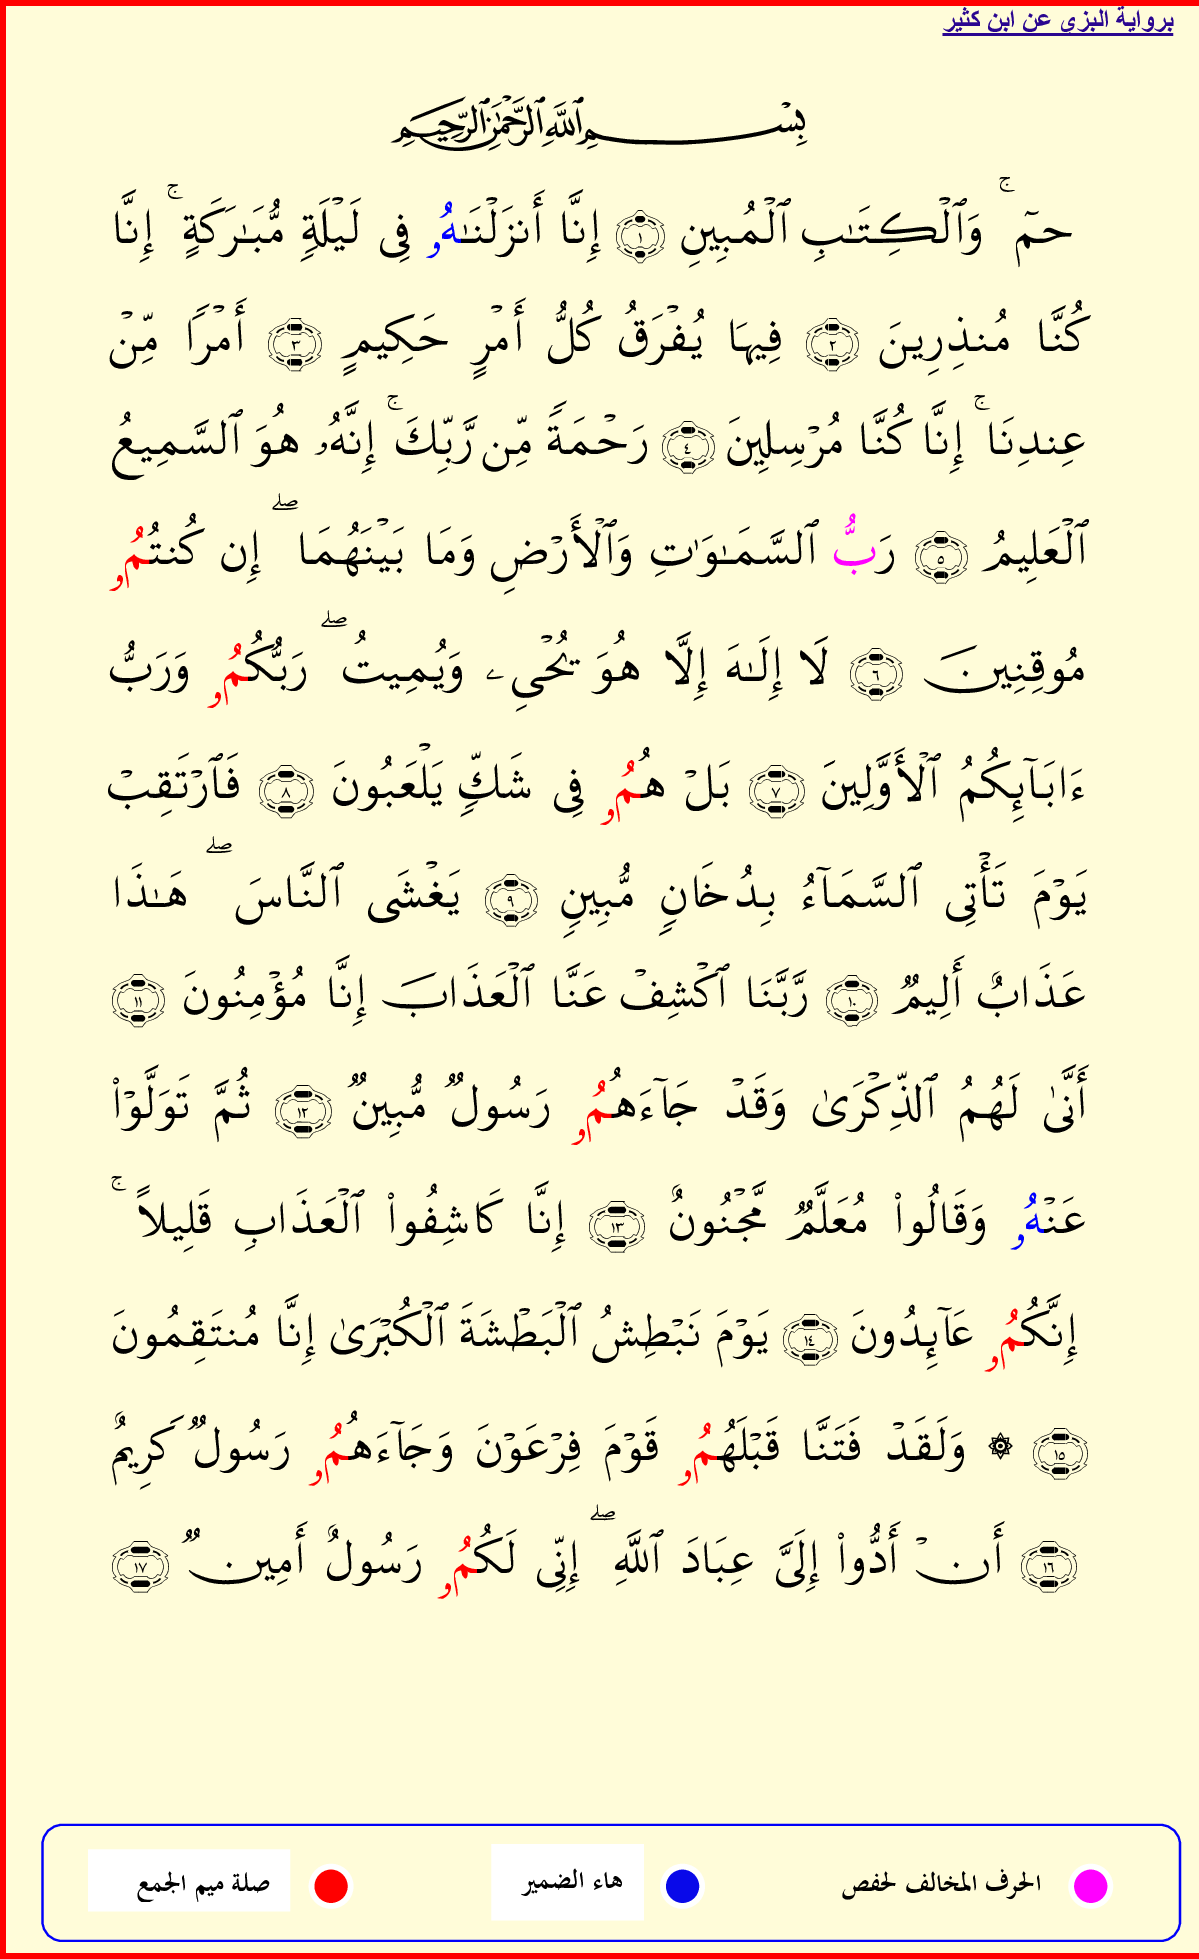 برواية البزى عن ابن كثير
بِسْمِ ٱللَّهِ ٱلرَّحْمَٰنِ ٱلرَّحِيمِ
حمٓ ۚ وَٱلْكِتَٰبِ ٱلْمُبِينِ ١ إِنَّا أَنزَلْنَٰهُۥ فِى لَيْلَةٍ مُّبَٰرَكَةٍ ۚ إِنَّا
كُنَّا مُنذِرِينَ ٢ فِيهَا يُفْرَقُ كُلُّ أَمْرٍ حَكِيمٍ ٣ أَمْرًا مِّنْ
عِندِنَا ۚ إِنَّا كُنَّا مُرْسِلِينَ ٤ رَحْمَةً مِّن رَّبِّكَ ۚ إِنَّهُۥ هُوَ ٱلسَّمِيعُ
ٱلْعَلِيمُ ٥ رَبُّ ٱلسَّمَٰوَٰتِ وَٱلْأَرْضِ وَمَا بَيْنَهُمَا ۖ إِن كُنتُمُۥ
مُوقِنِينَ ٦ لَا إِلَٰهَ إِلَّا هُوَ يُحْىِۦ وَيُمِيتُ ۖ رَبُّكُمُۥ وَرَبُّ
ءَابَآئِكُمُ ٱلْأَوَّلِينَ ٧ بَلْ هُمُۥ فِى شَكٍّ يَلْعَبُونَ ٨ فَٱرْتَقِبْ
يَوْمَ تَأْتِى ٱلسَّمَآءُ بِدُخَانٍ مُّبِينٍ ٩ يَغْشَى ٱلنَّاسَ ۖ هَٰذَا
عَذَابٌ أَلِيمٌ ١٠ رَّبَّنَا ٱكْشِفْ عَنَّا ٱلْعَذَابَ إِنَّا مُؤْمِنُونَ ١١
أَنَّىٰ لَهُمُ ٱلذِّكْرَىٰ وَقَدْ جَآءَهُمُۥ رَسُولٌ مُّبِينٌ ١٢ ثُمَّ تَوَلَّوْا۟
عَنْهُۥ وَقَالُوا۟ مُعَلَّمٌ مَّجْنُونٌ ١٣ إِنَّا كَاشِفُوا۟ ٱلْعَذَابِ قَلِيلًا ۚ
إِنَّكُمُۥ عَآئِدُونَ ١٤ يَوْمَ نَبْطِشُ ٱلْبَطْشَةَ ٱلْكُبْرَىٰ إِنَّا مُنتَقِمُونَ
١٥ ۞ وَلَقَدْ فَتَنَّا قَبْلَهُمُۥ قَوْمَ فِرْعَوْنَ وَجَآءَهُمُۥ رَسُولٌ كَرِيمٌ
١٦ أَنْ أَدُّوا۟ إِلَىَّ عِبَادَ ٱللَّهِ ۖ إِنِّى لَكُمُۥ رَسُولٌ أَمِينٌ ١٧
الحرف المخالف لحفص
هاء الضمير
صلة ميم الجمع